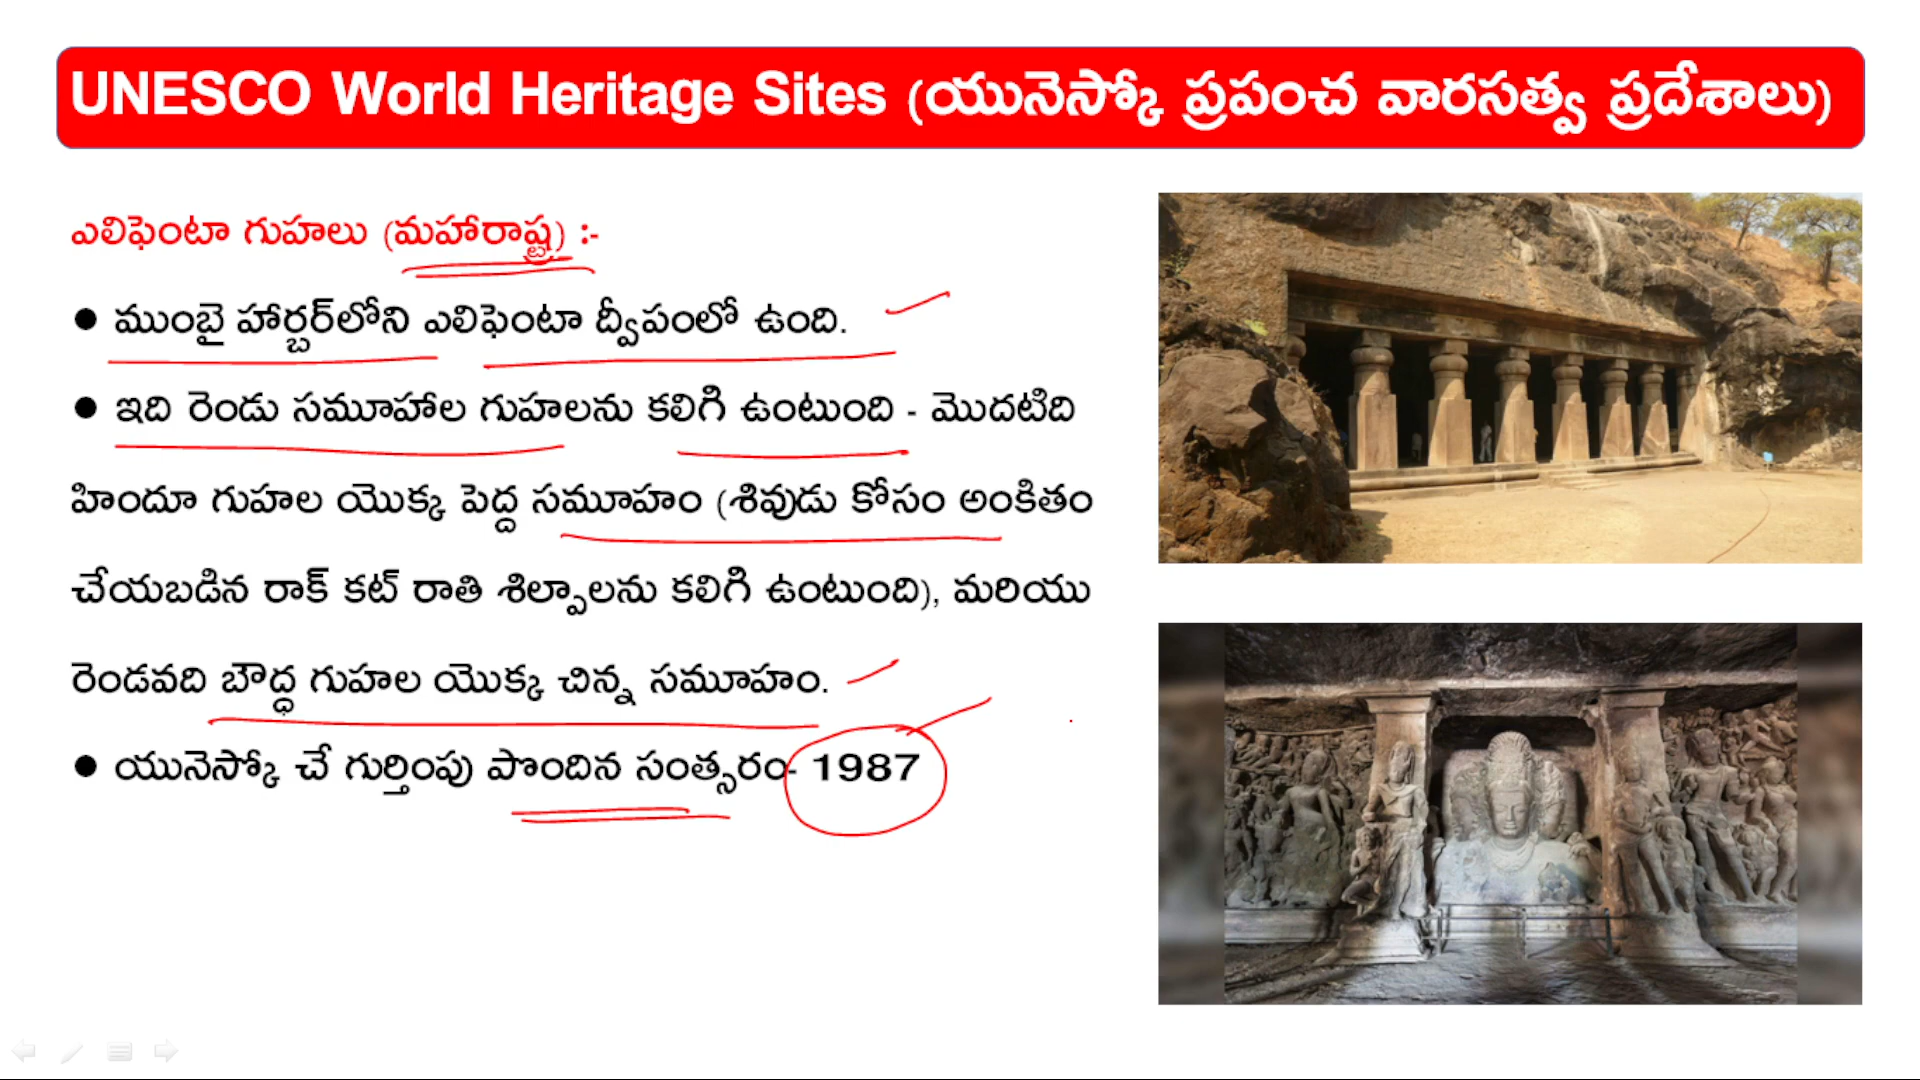 UNESCO World Heritage Sites (యునెస్కో ప్రపంచ వారసత్వ ప్రదేశాలు)
ఎలిఫెంటా గుహలు (మహారాష్ట్ర) :-
● ముంబై హార్బర్‌లోని ఎలిఫెంటా ద్వీపంలో ఉంది.
● ఇది రెండు సమూహాల గుహలను కలిగి ఉంటుంది - మొదటిది
హిందూ గుహల యొక్క పెద్ద సమూహం (శివుడు కోసం అంకితం
చేయబడిన రాక్ కట్ రాతి శిల్పాలను కలిగి ఉంటుంది), మరియు
రెండవది బౌద్ధ గుహల యొక్క చిన్న సమూహం.
● యునెస్కో చే గుర్తింపు పొందిన సంత్సరం- 1987